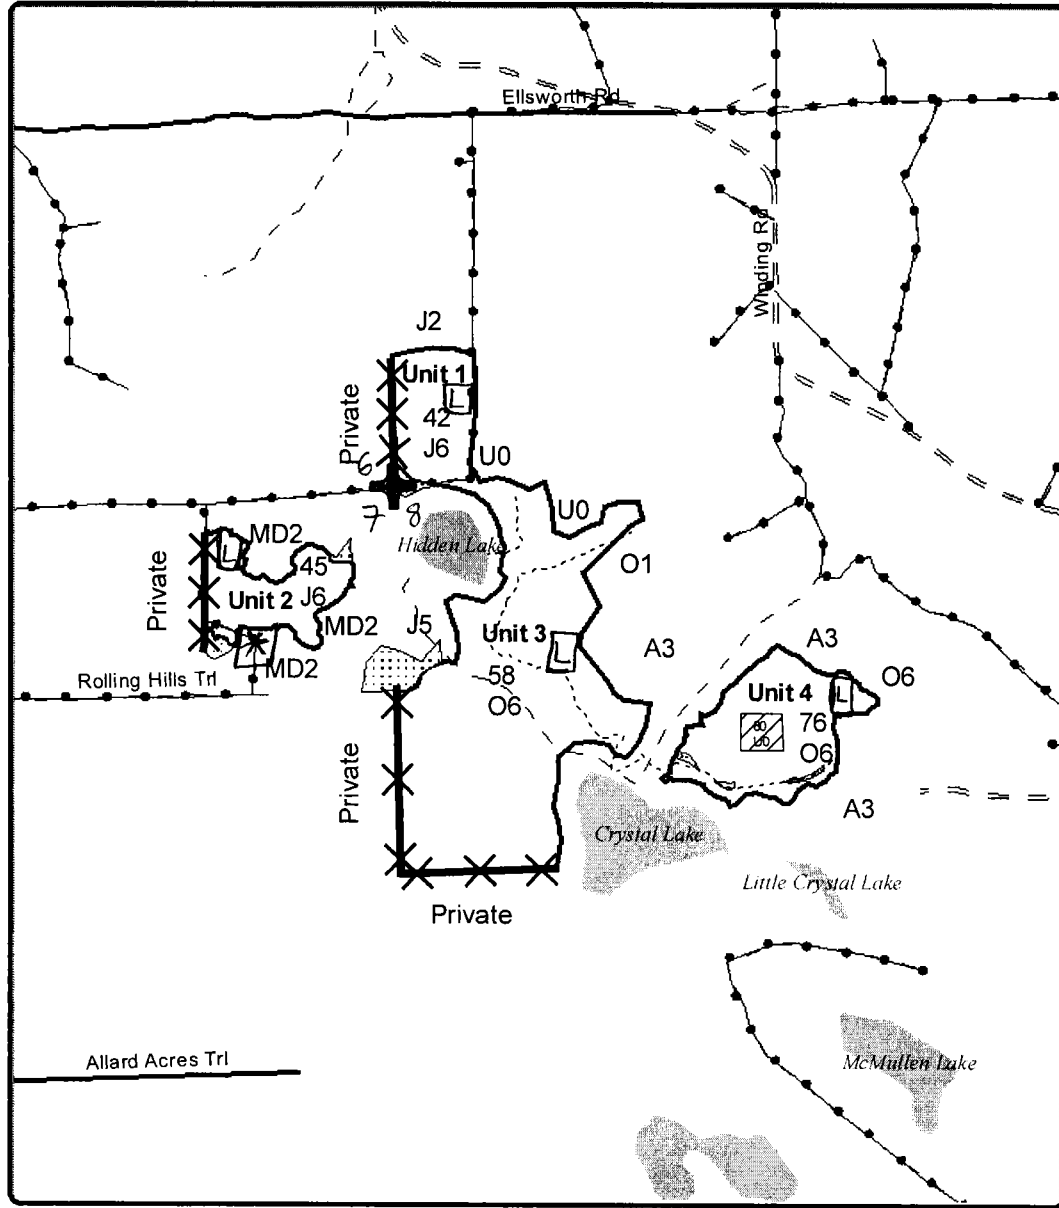 Ellsworth Rd
Winding Rd
J2
Unit 1
L
Private
42
J6
6
U0
7
8
U0
MD2
Hidden Lake
L
45
O1
Private
Unit 2
J6
MD2
J5
Unit 3
L
A3
A3
MD2
58
O6
Rolling Hills Trl
Unit 4
L
O6
O6
76
80
U0
Private
Crystal Lake
A3
Little Crystal Lake
Private
Allard Acres Trl
McMullen Lake